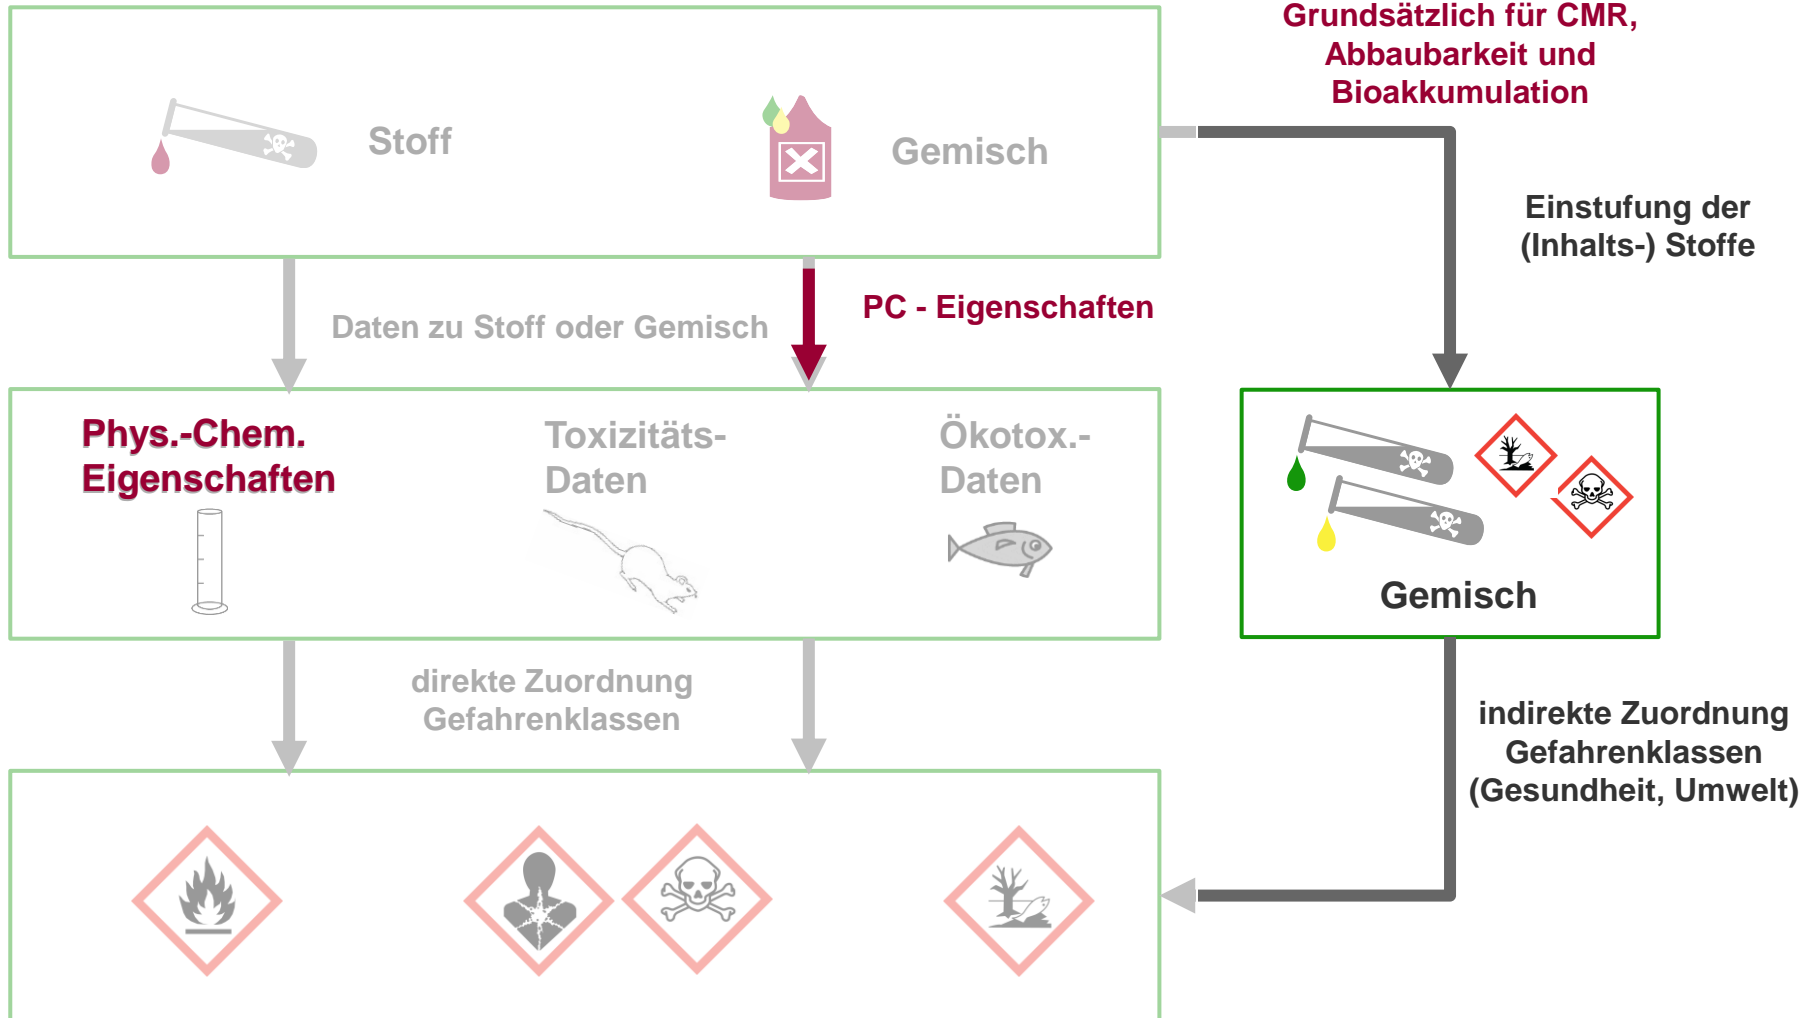 Grundsätzlich für CMR,
Abbaubarkeit und
Bioakkumulation
Stoff
Gemisch
Einstufung der
(Inhalts-) Stoffe
Daten zu Stoff oder Gemisch
PC - Eigenschaften
Phys.-Chem.
Eigenschaften
Toxizitäts-
Daten
Ökotox.-
Daten
Gemisch
direkte Zuordnung
Gefahrenklassen
indirekte Zuordnung
Gefahrenklassen
(Gesundheit, Umwelt)